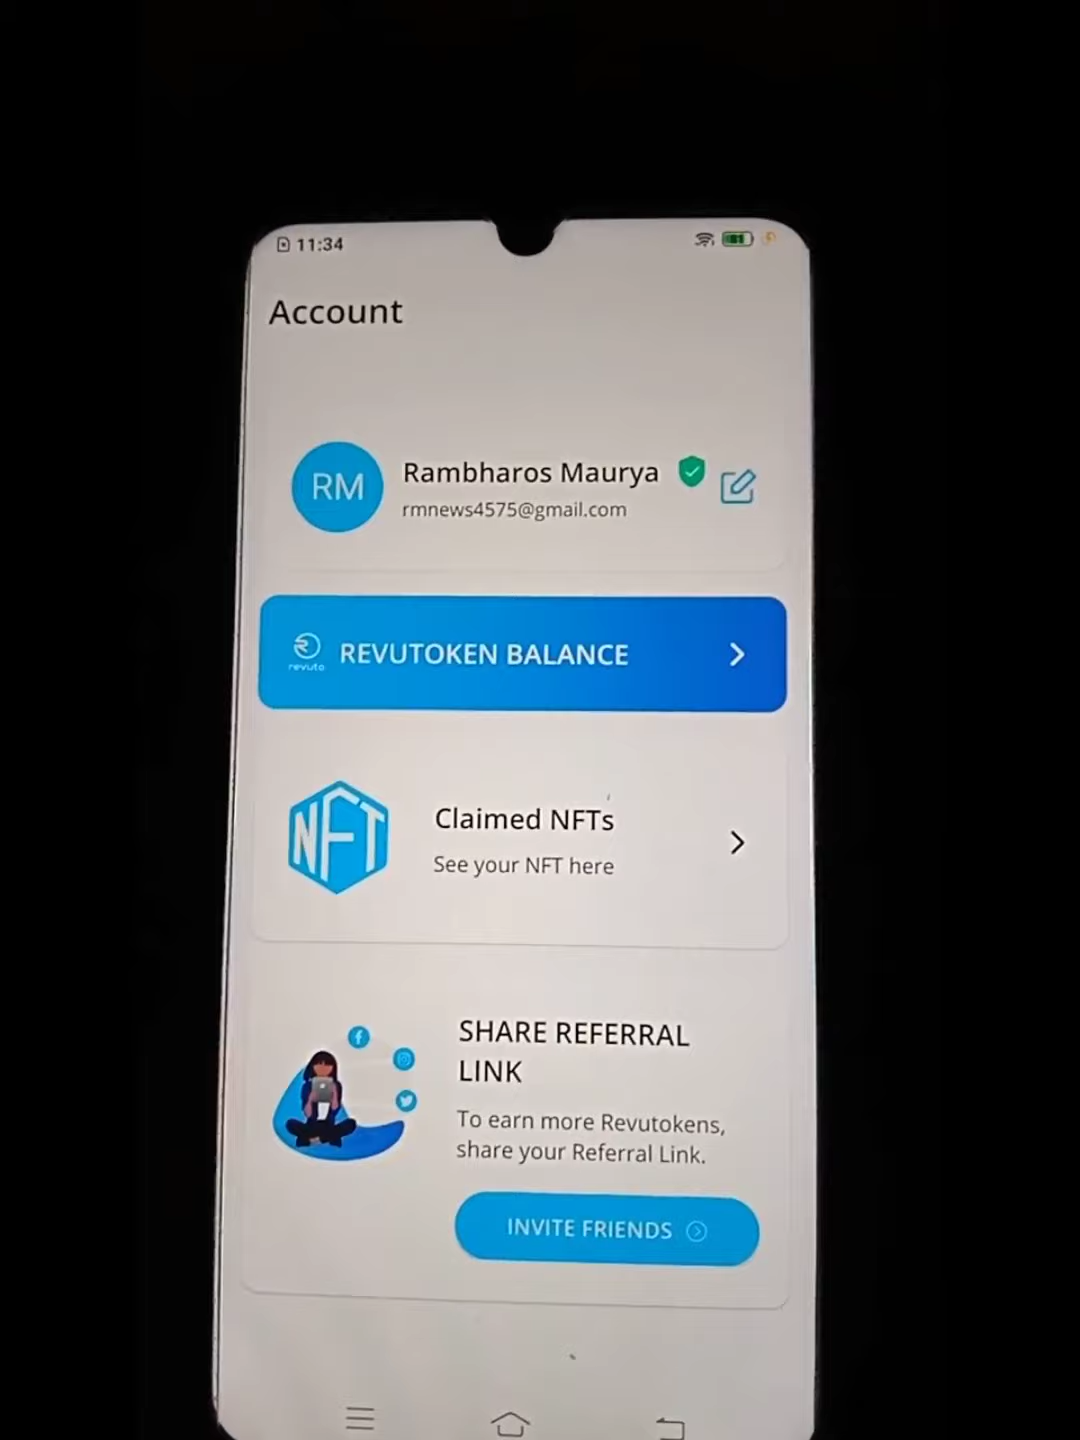 11:34
Account
RM
Rambharos Maurya
rmnews4575@gmail.com
revuto
REVUTOKEN BALANCE
NFT
Claimed NFTs
See your NFT here
SHARE REFERRAL
LINK
To earn more Revutokens,
share your Referral Link.
INVITE FRIENDS